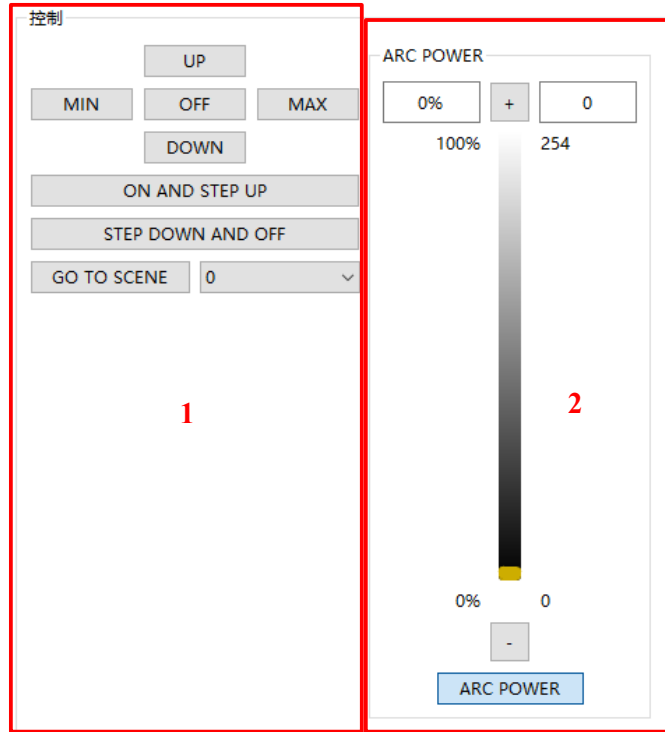 控制
UP
MIN OFF MAX
DOWN
ON AND STEP UP
STEP DOWN AND OFF
GO TO SCENE 0
1
ARC POWER
0% + 0
100% 254
2
0% 0
-
ARC POWER